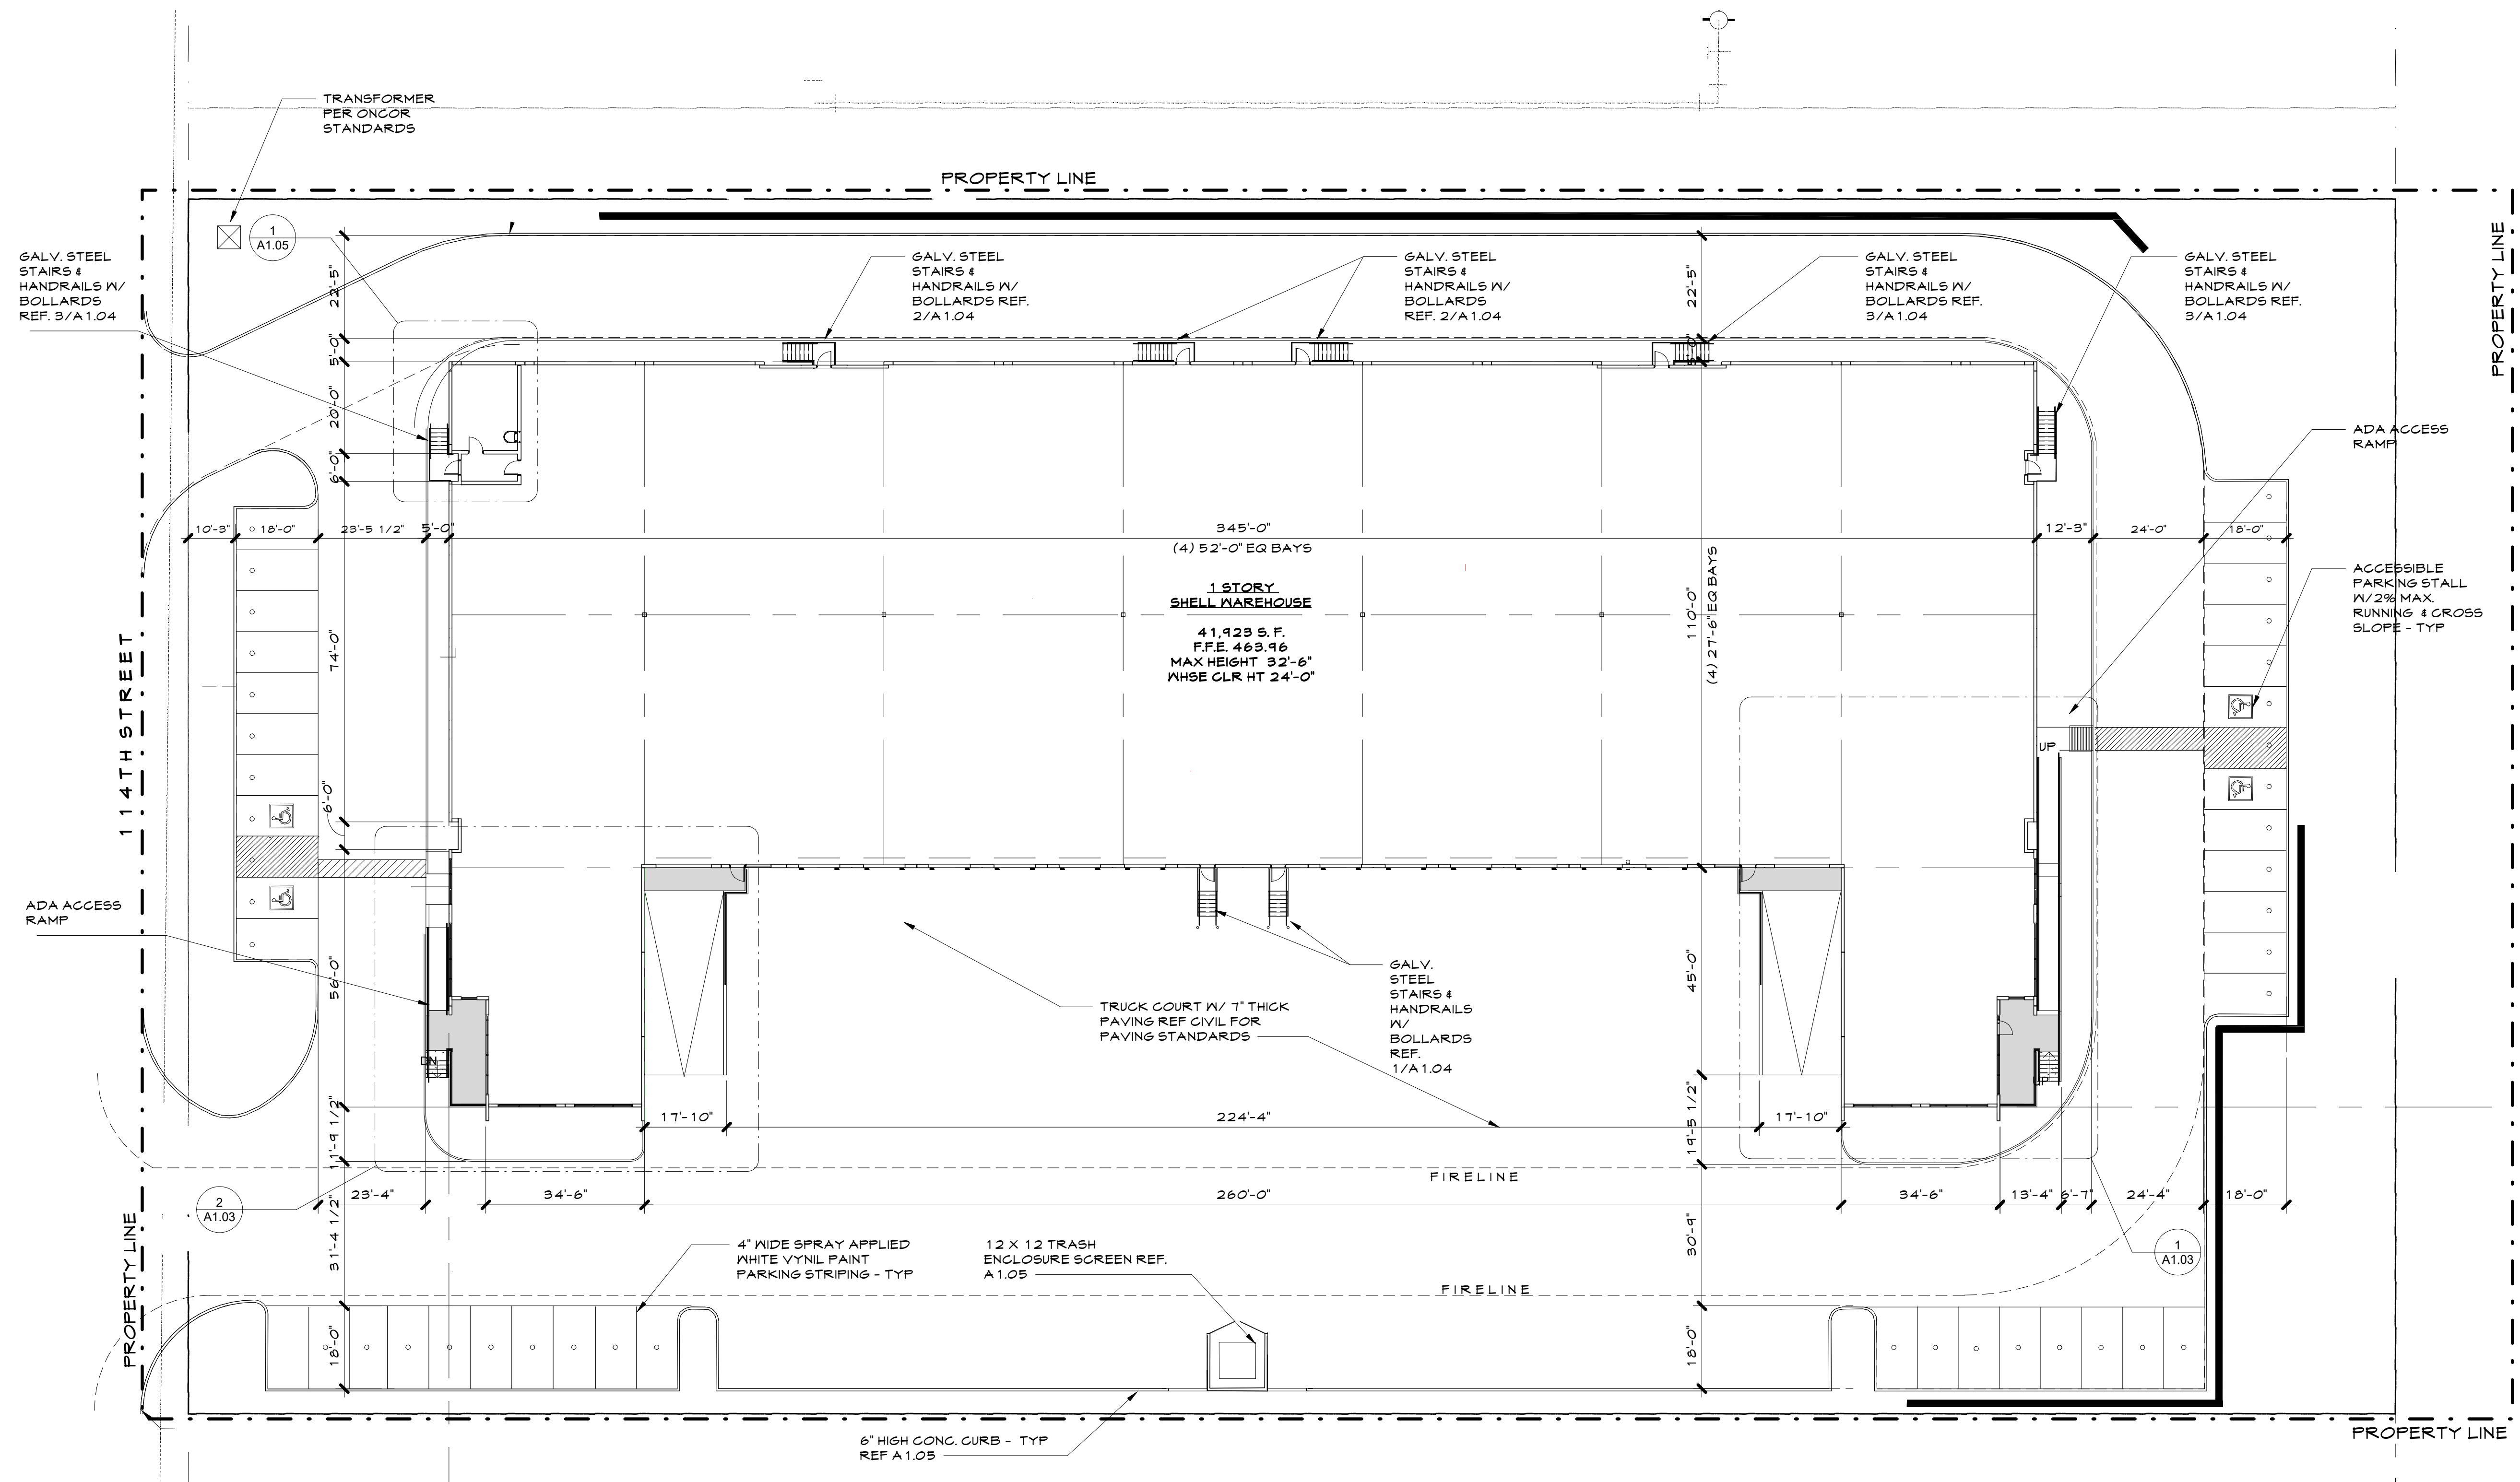 TRANSFORMER
PER ONCOR
STANDARDS
PROPERTY LINE
1
A1.05
GALV. STEEL
STAIRS &
HANDRAILS W/
BOLLARDS
REF. 3/A1.04
GALV. STEEL
STAIRS &
HANDRAILS W/
BOLLARDS REF.
2/A1.04
GALV. STEEL
STAIRS &
HANDRAILS W/
BOLLARDS
REF. 2/A1.04
GALV. STEEL
STAIRS &
HANDRAILS W/
BOLLARDS REF.
3/A1.04
GALV. STEEL
STAIRS &
HANDRAILS W/
BOLLARDS REF.
3/A1.04
PROPERTY LINE
22'-5"
5'-0"
20'-0"
6'-0"
74'-0"
6'-0"
56'-0"
11'-9 1/2"
31'-4 1/2"
18'-0"
22'-5"
5'-0"
110'-0"
(4) 27'-6" EQ BAYS
45'-0"
19'-5 1/2"
30'-9"
18'-0"
ADA ACCESS
RAMP
10'-3"
18'-0"
23'-5 1/2"
5'-0"
345'-0"
(4) 52'-0" EQ BAYS
12'-3"
24'-0"
18'-0"
1 STORY
SHELL WAREHOUSE
41,923 S.F.
F.F.E. 463.96
MAX HEIGHT 32'-6"
WHSE CLR HT 24'-0"
ACCESSIBLE
PARKING STALL
W/2% MAX.
RUNNING & CROSS
SLOPE - TYP
114TH STREET
UP
ADA ACCESS
RAMP
GALV.
STEEL
STAIRS &
HANDRAILS
W/
BOLLARDS
REF.
1/A1.04
TRUCK COURT W/ 7" THICK
PAVING REF CIVIL FOR
PAVING STANDARDS
DN
UP
17'-10"
224'-4"
17'-10"
FIRELINE
23'-4"
34'-6"
260'-0"
34'-6"
13'-4"
6'-7"
24'-4"
18'-0"
2
A1.03
1
A1.03
PROPERTY LINE
4" WIDE SPRAY APPLIED
WHITE VYNIL PAINT
PARKING STRIPING - TYP
12 X 12 TRASH
ENCLOSURE SCREEN REF.
A1.05
FIRELINE
6" HIGH CONC. CURB - TYP
REF A1.05
PROPERTY LINE